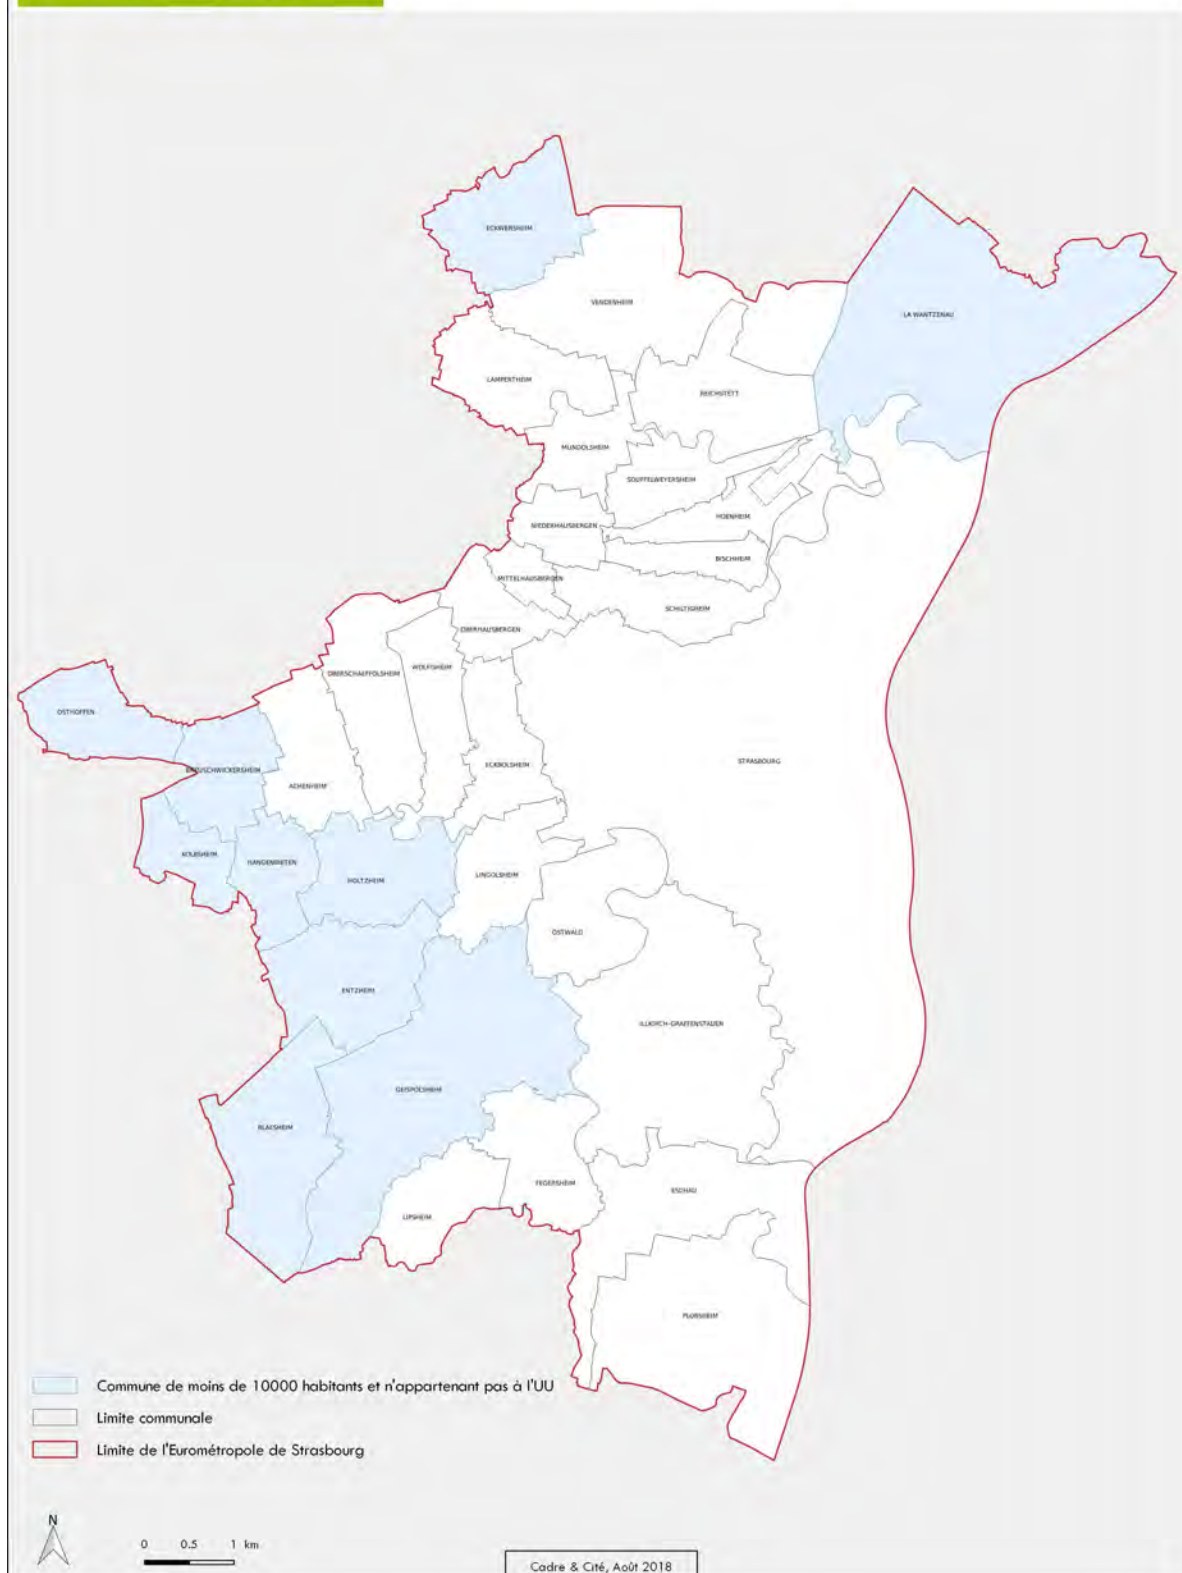 ECKWERSHEIM
VENDENHEIM
LA WANTZENAU
LAMPERTHEIM
REICHSTETT
MUNDOLSHEIM
SOUFFELWEYERSHEIM
HOENHEIM
NIEDERHAUSBERGEN
BISCHHEIM
MITTELHAUSBERGEN
SCHILTIGHEIM
OBERHAUSBERGEN
WOLFISHEIM
OBERSCHAEFFOLSHEIM
OSTHOFFEN
STRASBOURG
ECKBOLSHEIM
BREUSCHWICKERSHEIM
ACHENHEIM
KOLBSHEIM
HANGENBIETEN
HOLTZHEIM
LINGOLSHEIM
OSTWALD
ENTZHEIM
ILLKIRCH-GRAFFENSTADEN
GEISPOLSHEIM
BLAESHEIM
FEGERSHEIM
ESCHAU
LIPSHEIM
PLOBSHEIM
Commune de moins de 10000 habitants et n'appartenant pas à l'UU
Limite communale
Limite de l'Eurométropole de Strasbourg
N
0 0.5 1 km
Cadre & Cité, Août 2018